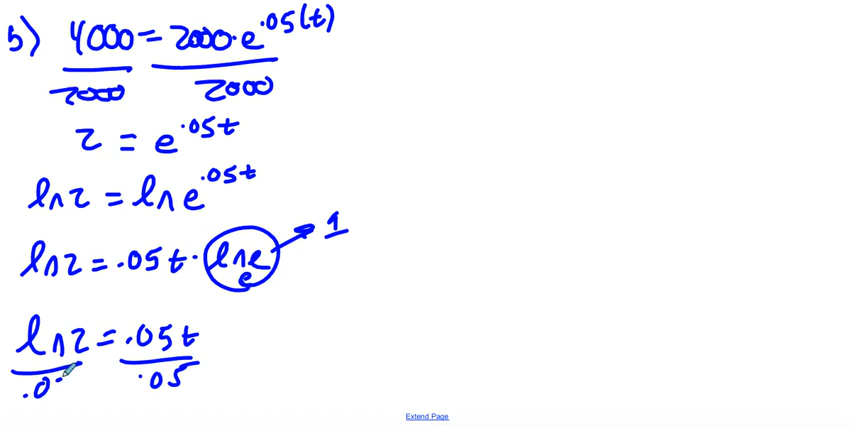 b) 4000 = 2000 · e^.05(t)
2000 2000
2 = e^.05t
ln 2 = ln e^.05t
ln 2 = .05t · ln e → 1
e
ln 2 = .05t
.05
Extend Page